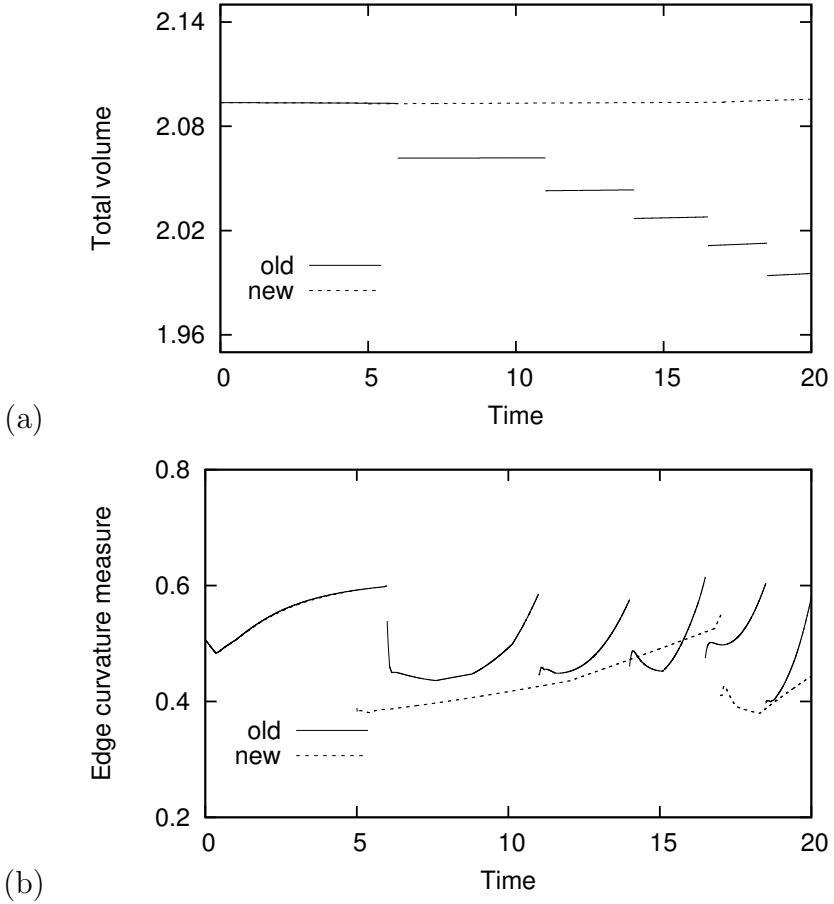 2.14
2.08
2.02
1.96
Total volume
old
new
0 5 10 15 20
Time
(a)
0.8
0.6
0.4
0.2
Edge curvature measure
old
new
0 5 10 15 20
Time
(b)